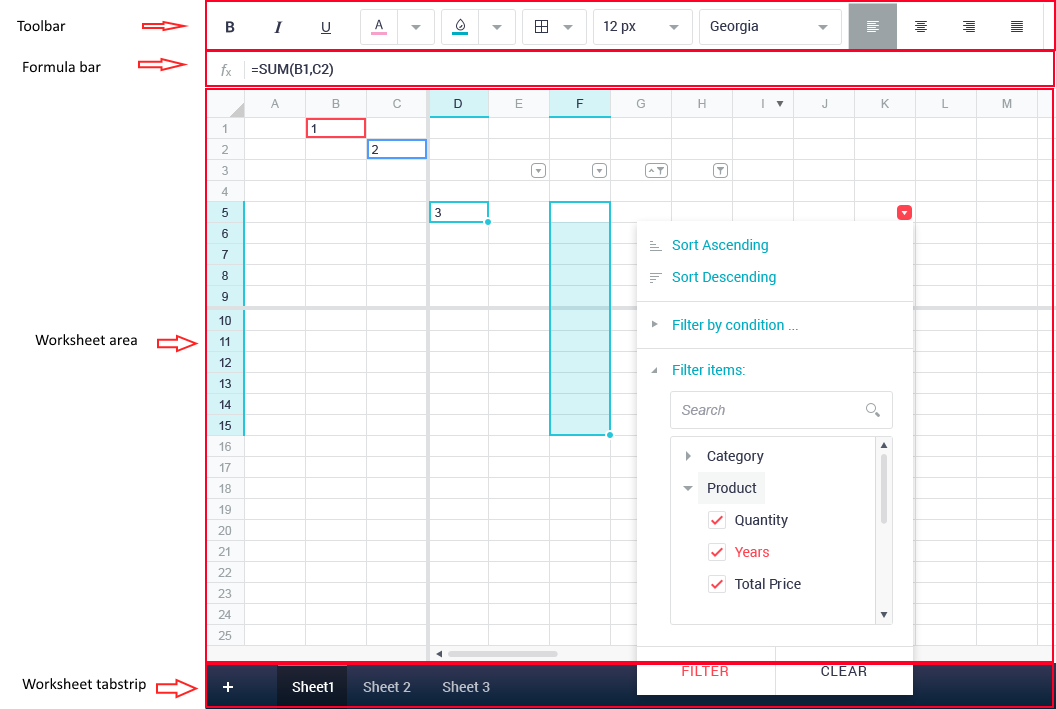 Toolbar
B I U A 12 px Georgia
Formula bar
fx =SUM(B1,C2)
A B C D E F G H I J K L M
1 1
2 2
3
4
5 3
6
Sort Ascending
7
8 Sort Descending
9
10 Filter by condition ...
Worksheet area
11
12 Filter items:
13
14 Search
15
16 Category
17
18 Product
19
20 Quantity
21 Years
22
23 Total Price
24
25
Worksheet tabstrip
+ Sheet1 Sheet 2 Sheet 3
FILTER CLEAR